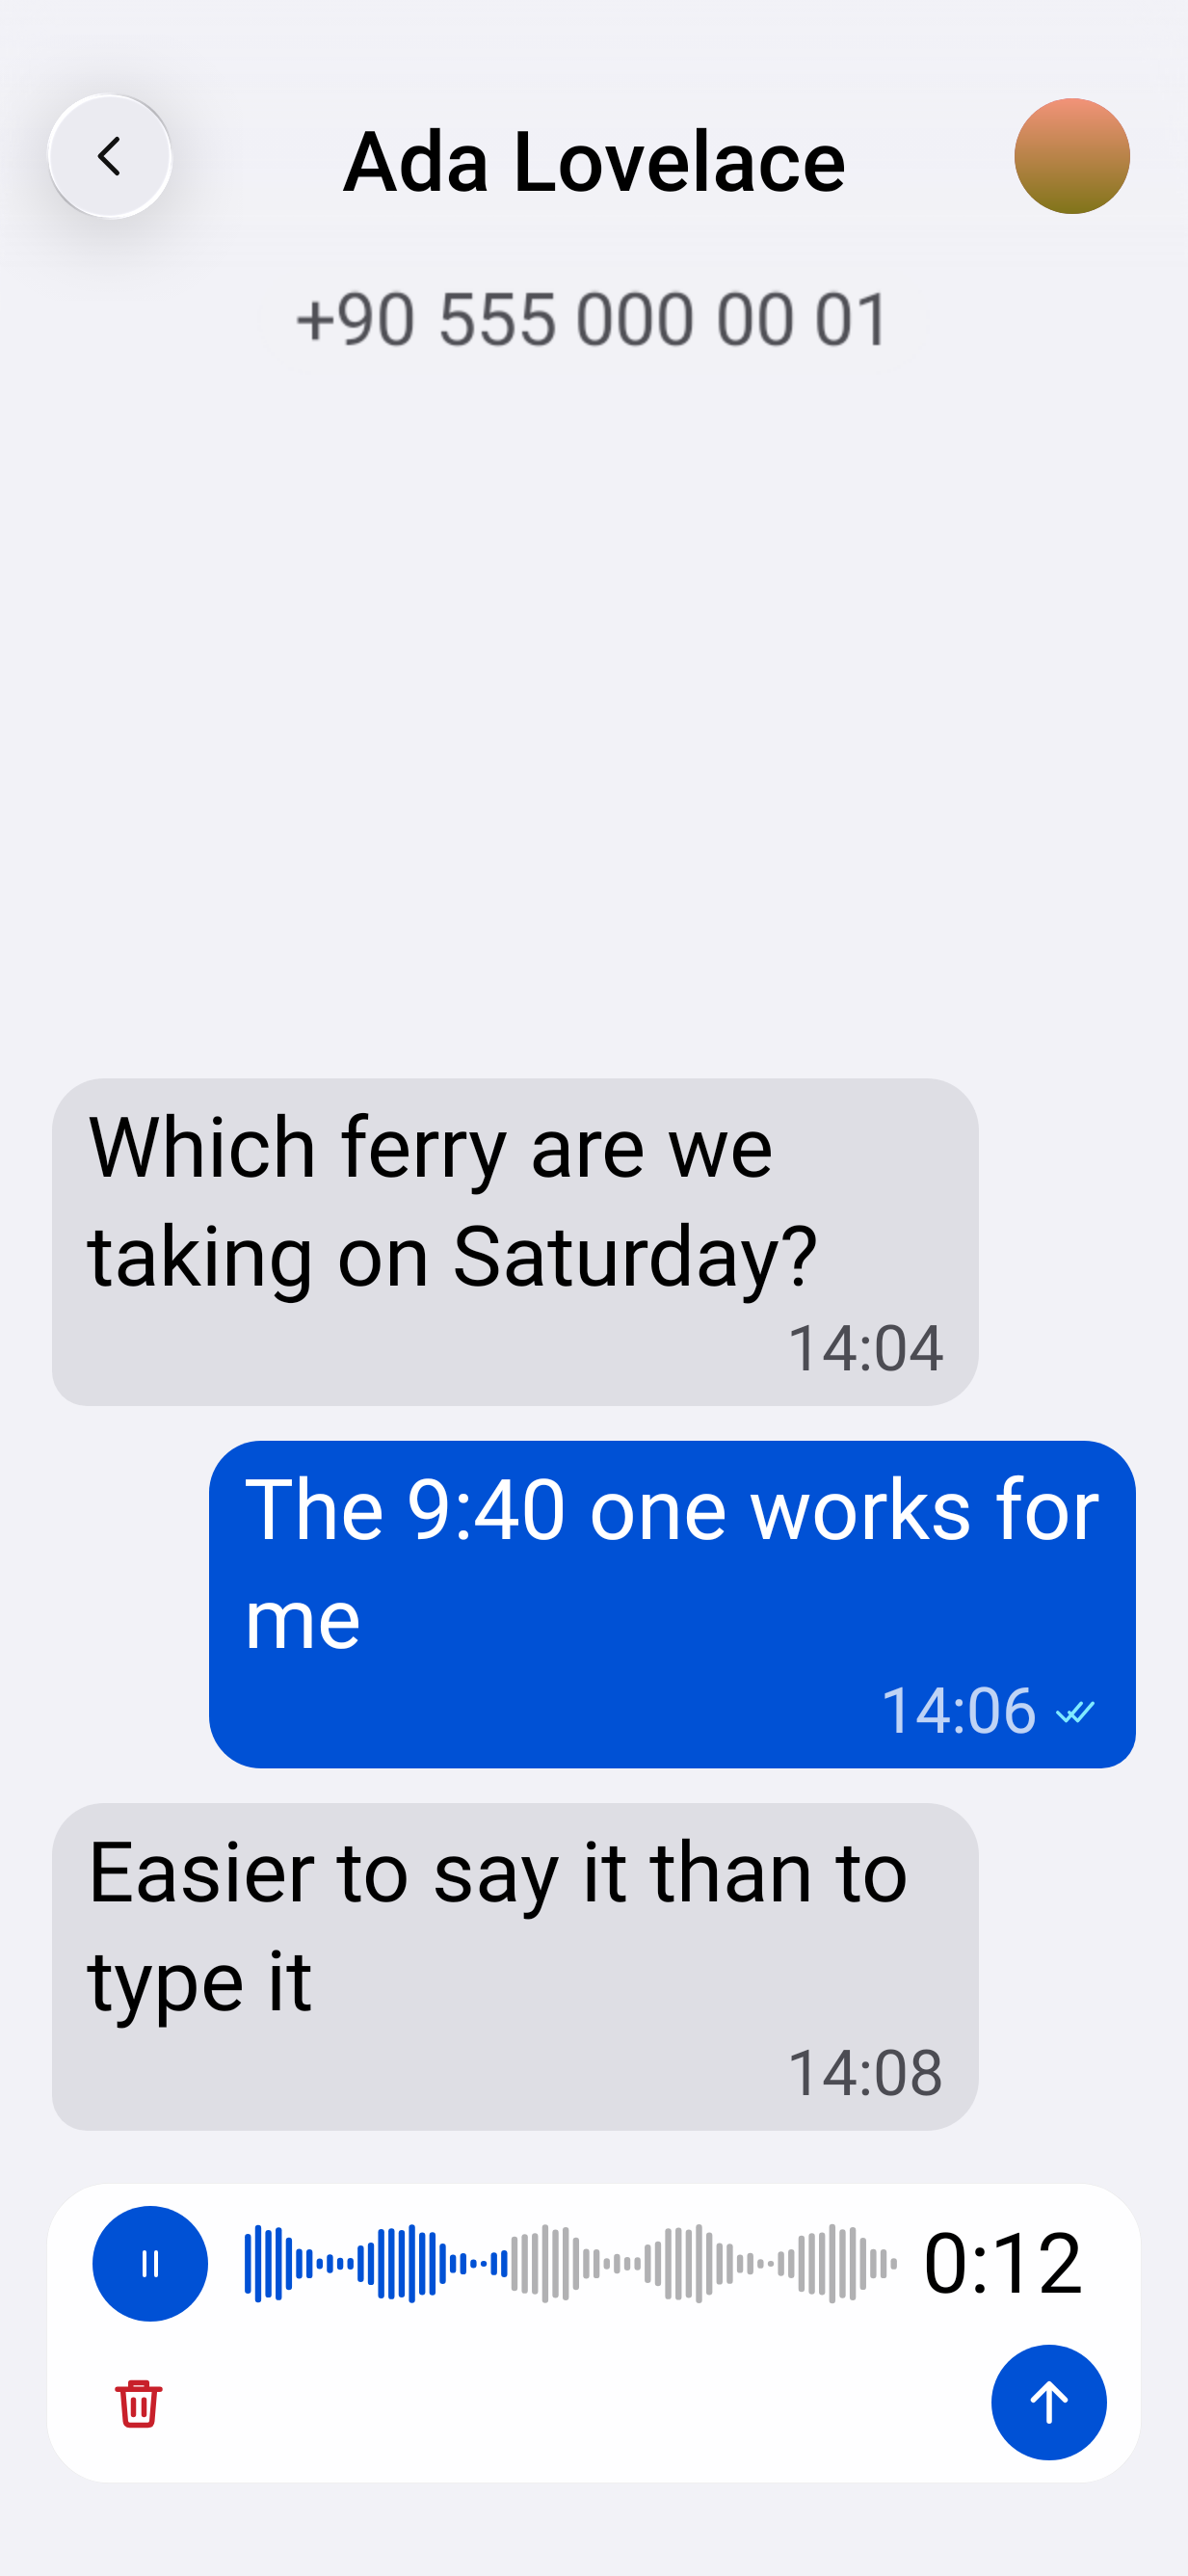 Ada Lovelace
+90 555 000 00 01
Which ferry are we
taking on Saturday?
14:04
The 9:40 one works for
me
14:06
Easier to say it than to
type it
14:08
0:12